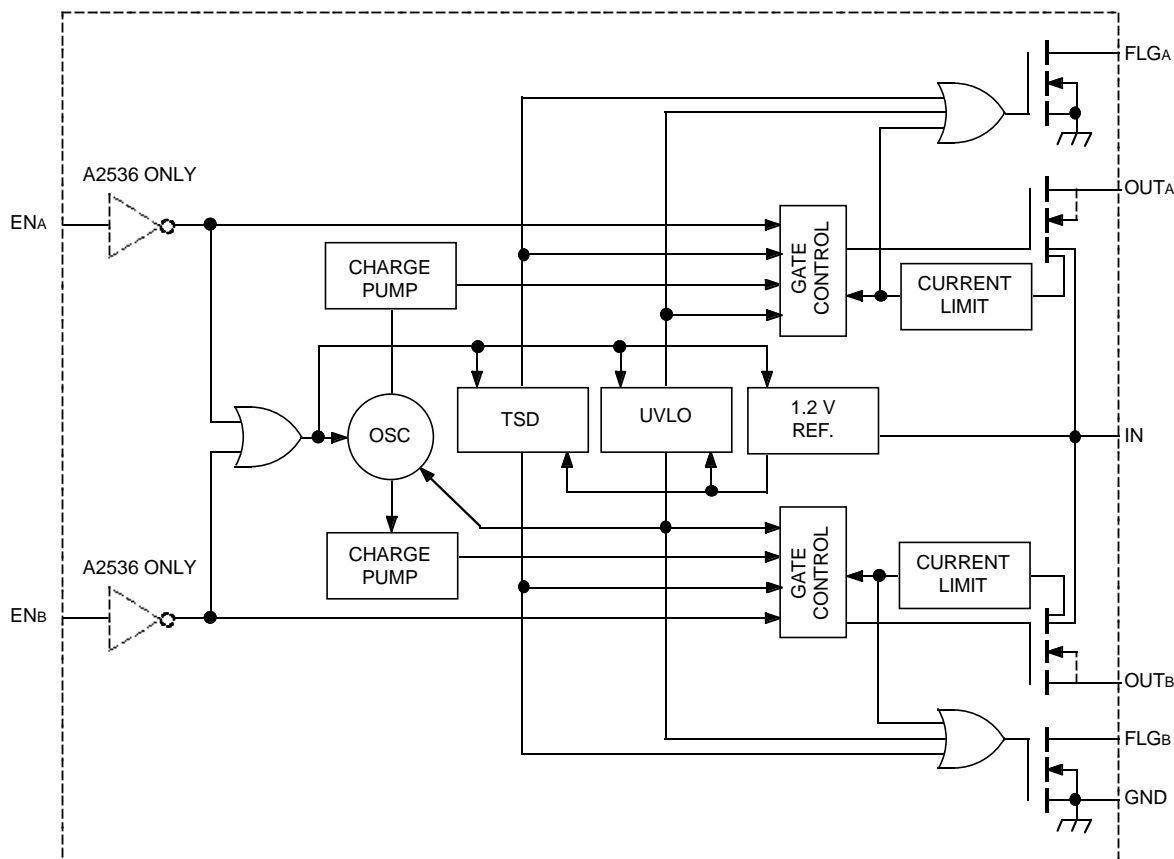 FLGA
A2536 ONLY
OUTA
ENA
CHARGE
PUMP
GATE
CONTROL
CURRENT
LIMIT
OSC
TSD
UVLO
1.2 V
REF.
IN
A2536 ONLY
CHARGE
PUMP
GATE
CONTROL
CURRENT
LIMIT
ENB
OUTB
FLGB
GND